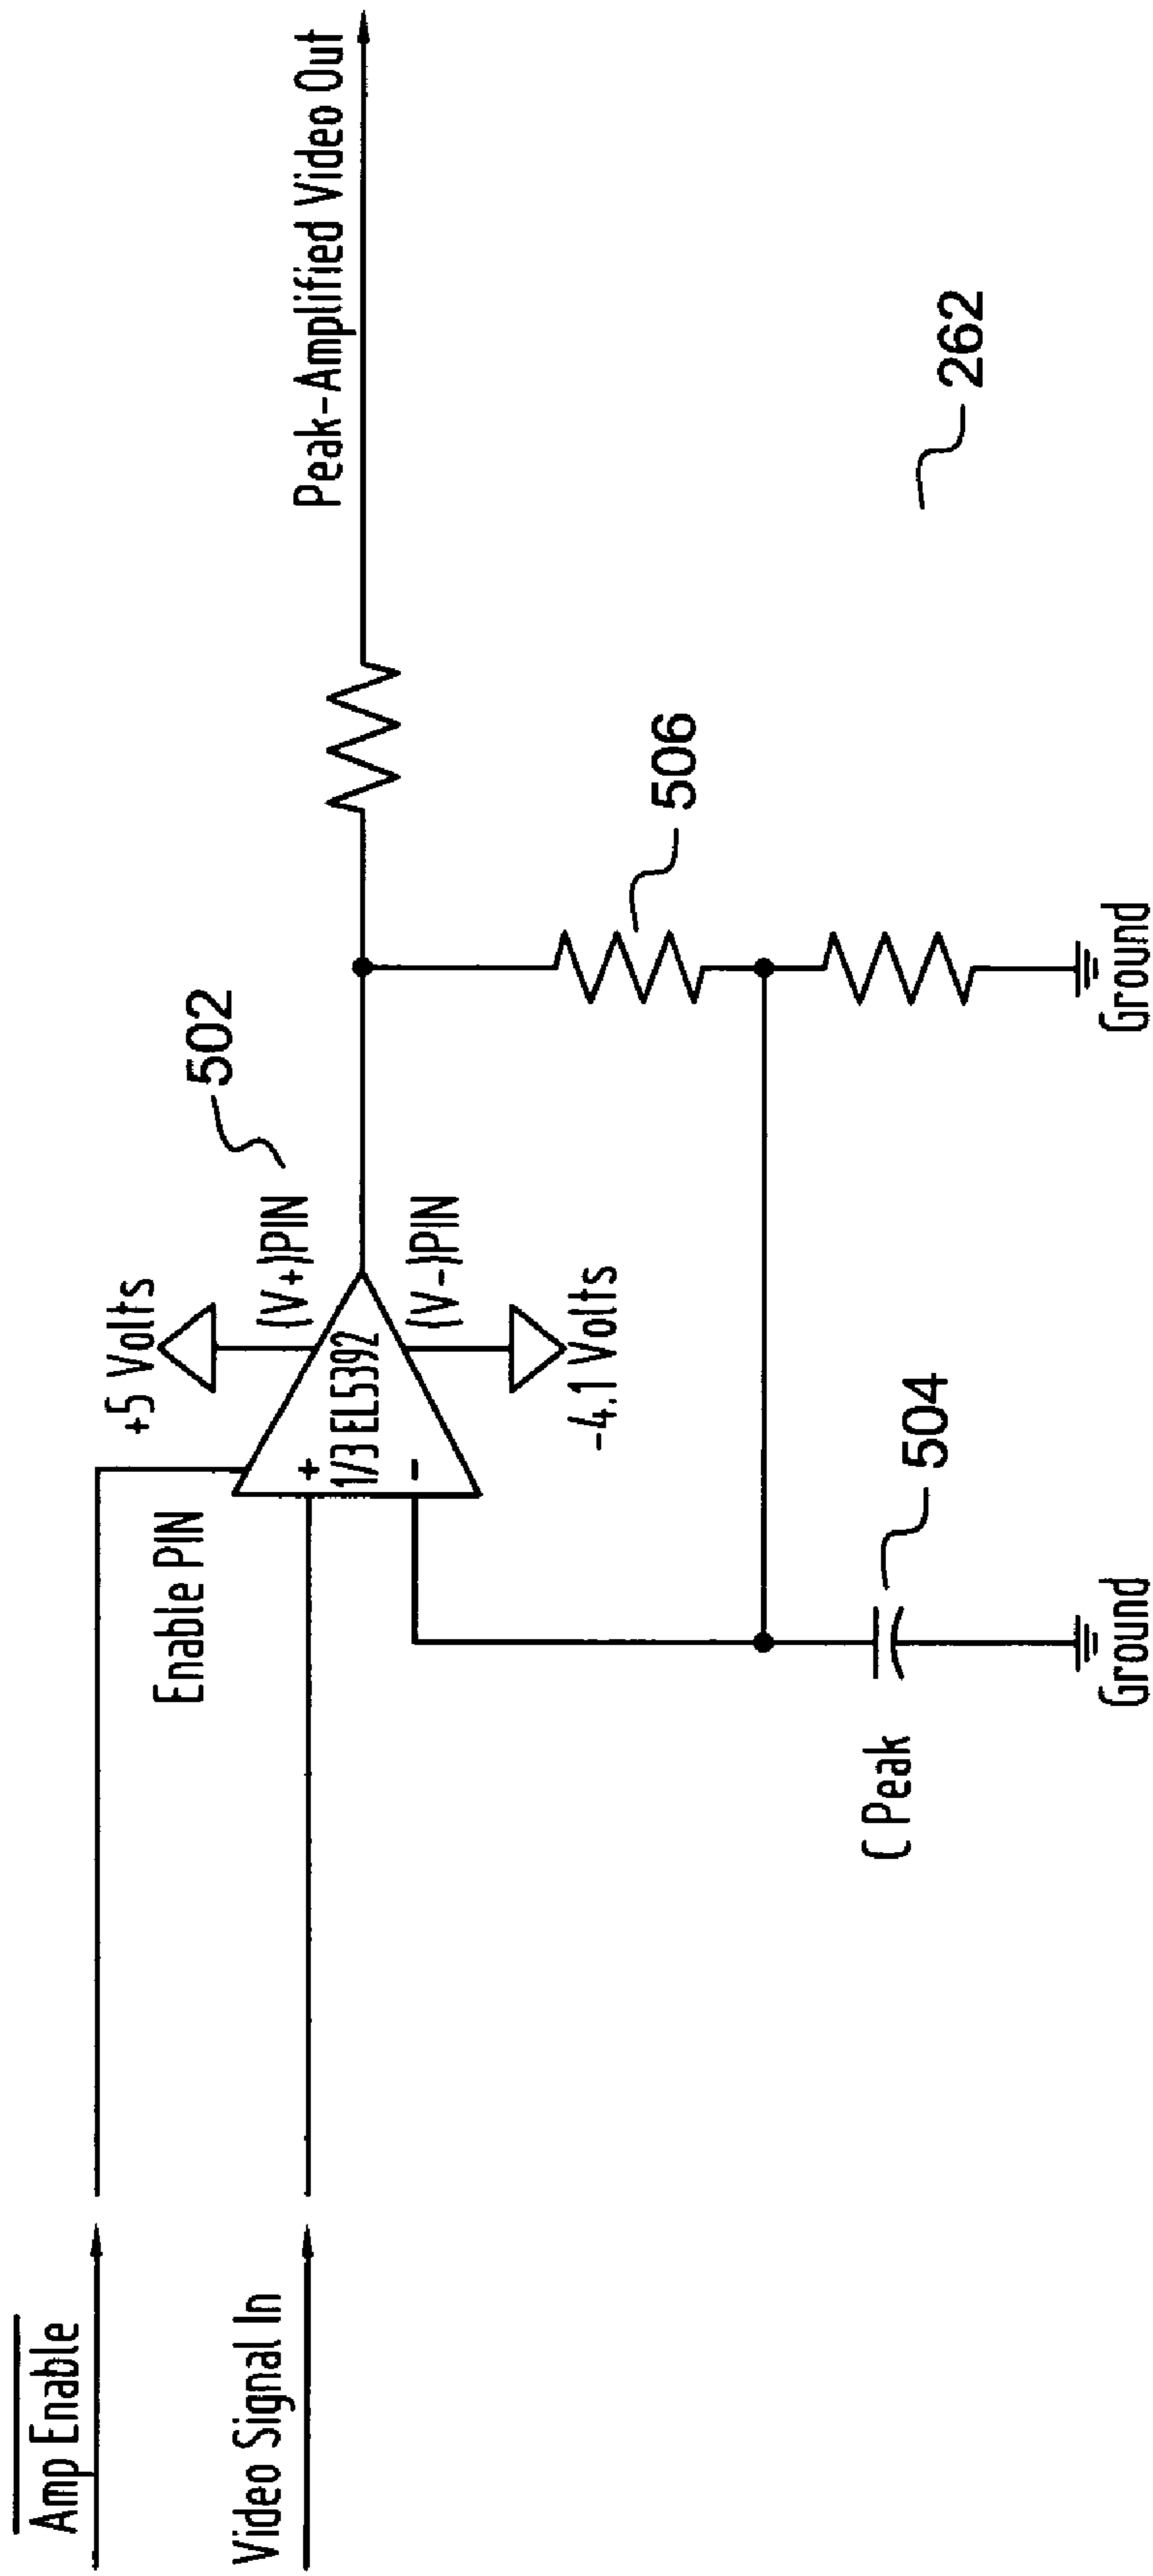 Amp Enable
Video Signal In
Enable PIN
+5 Volts
(V+)PIN
502
1/3 EL5392
+
-
(V-)PIN
-4.1 Volts
Peak-Amplified Video Out
506
C Peak
504
Ground
Ground
262